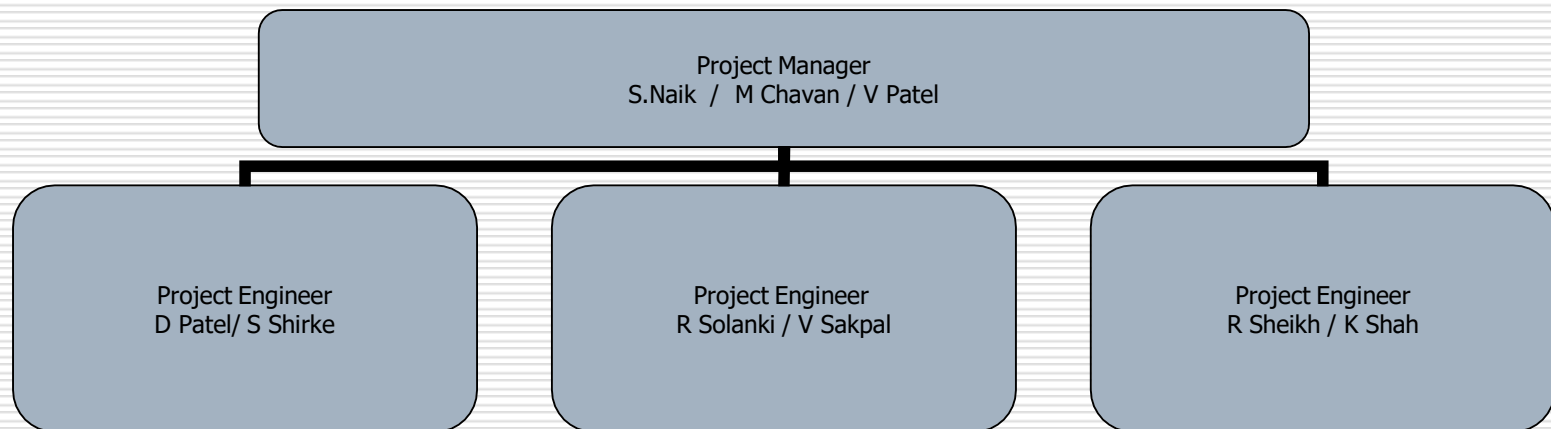 Project Manager
S.Naik / M Chavan / V Patel
Project Engineer
D Patel/ S Shirke
Project Engineer
R Solanki / V Sakpal
Project Engineer
R Sheikh / K Shah